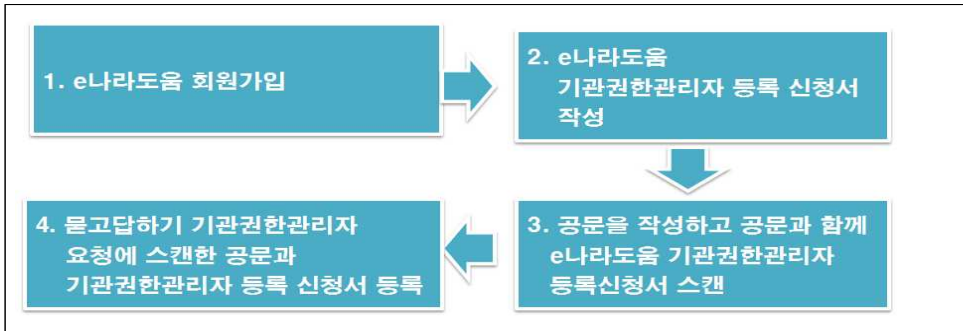 1. e나라도움 회원가입
2. e나라도움
기관권한관리자 등록 신청서
작성
3. 공문을 작성하고 공문과 함께
e나라도움 기관권한관리자
등록신청서 스캔
4. 묻고답하기 기관권한관리자
요청에 스캔한 공문과
기관권한관리자 등록 신청서 등록